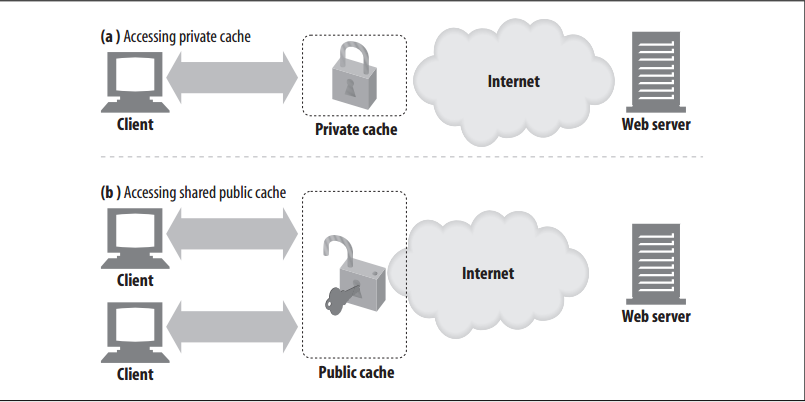 (a ) Accessing private cache
Internet
Client
Private cache
Web server
(b ) Accessing shared public cache
Client
Internet
Web server
Client
Public cache